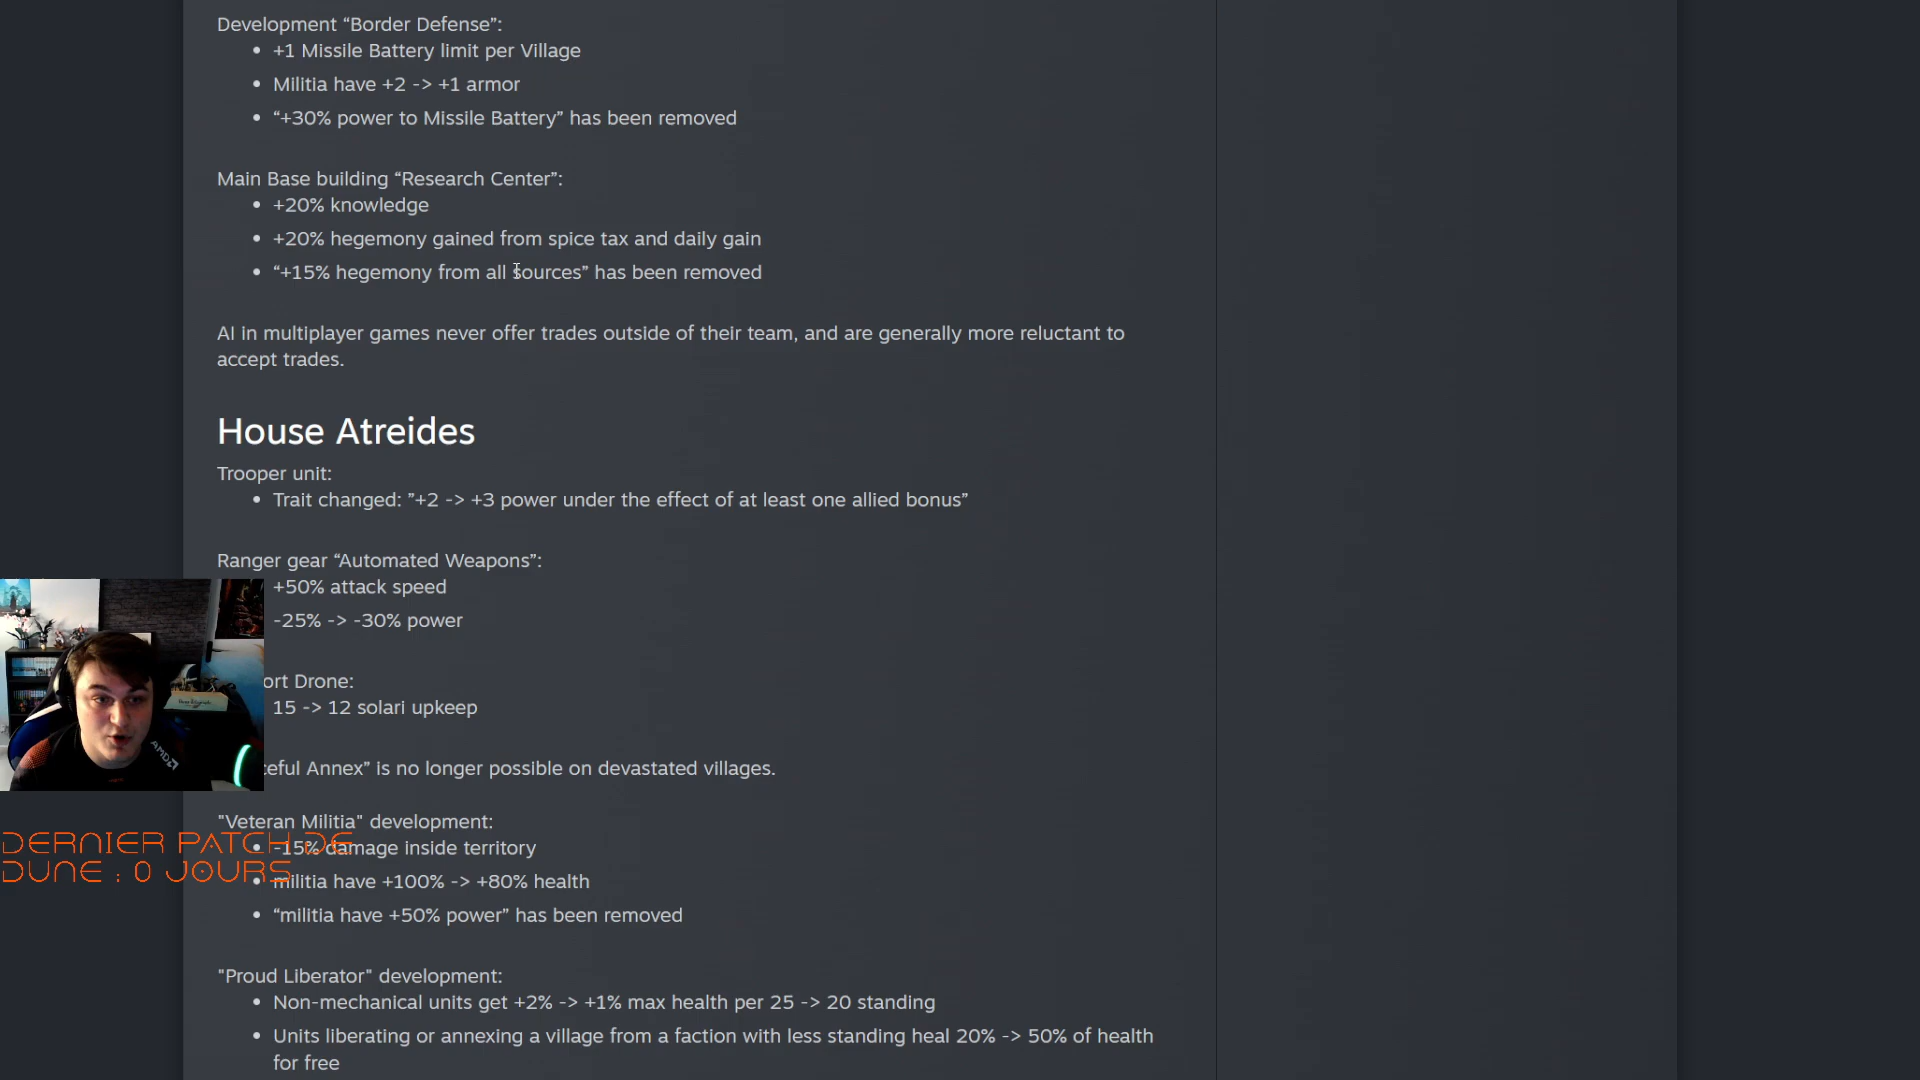 Development “Border Defense”:
• +1 Missile Battery limit per Village
• Militia have +2 -> +1 armor
• “+30% power to Missile Battery” has been removed
Main Base building “Research Center”:
• +20% knowledge
• +20% hegemony gained from spice tax and daily gain
• “+15% hegemony from all sources” has been removed
AI in multiplayer games never offer trades outside of their team, and are generally more reluctant to
accept trades.
House Atreides
Trooper unit:
• Trait changed: ”+2 -> +3 power under the effect of at least one allied bonus”
Ranger gear “Automated Weapons”:
+50% attack speed
-25% -> -30% power
ort Drone:
15 -> 12 solari upkeep
ceful Annex” is no longer possible on devastated villages.
"Veteran Militia" development:
• -15% damage inside territory
• militia have +100% -> +80% health
• “militia have +50% power” has been removed
"Proud Liberator" development:
• Non-mechanical units get +2% -> +1% max health per 25 -> 20 standing
• Units liberating or annexing a village from a faction with less standing heal 20% -> 50% of health
for free
AMD
DERNIER PATCH DE
DUNE : 0 JOURS